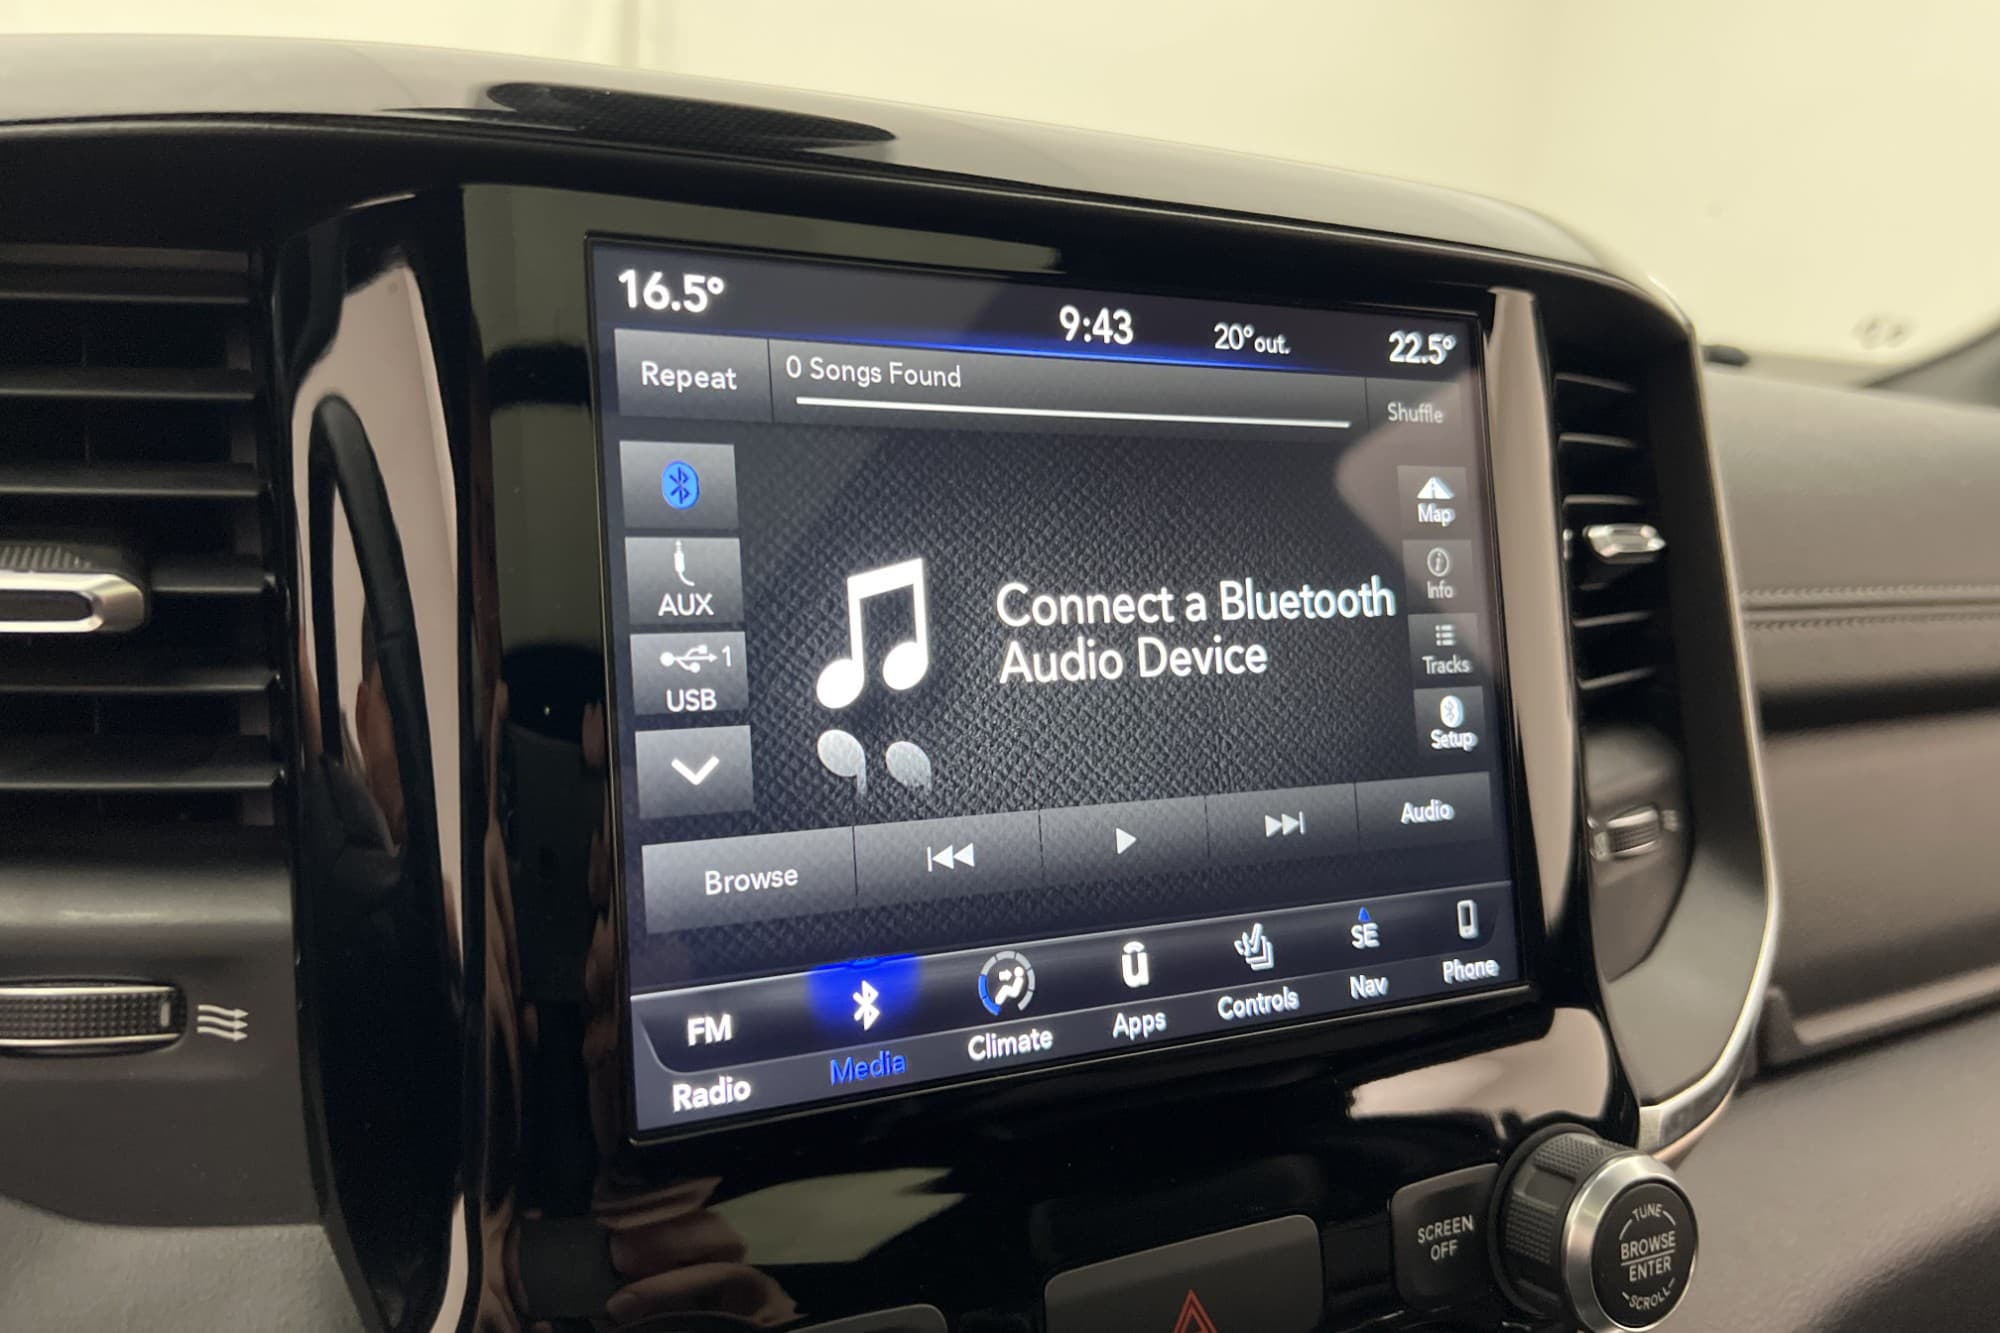 16.5°
9:43
20°out.
22.5°
Repeat
0 Songs Found
Shuffle
AUX
1
USB
Connect a Bluetooth
Audio Device
Map
Info
Tracks
Setup
Browse
Audio
FM
Radio
Media
Climate
Apps
Controls
SE
Nav
Phone
SCREEN
OFF
TUNE
BROWSE
ENTER
SCROLL